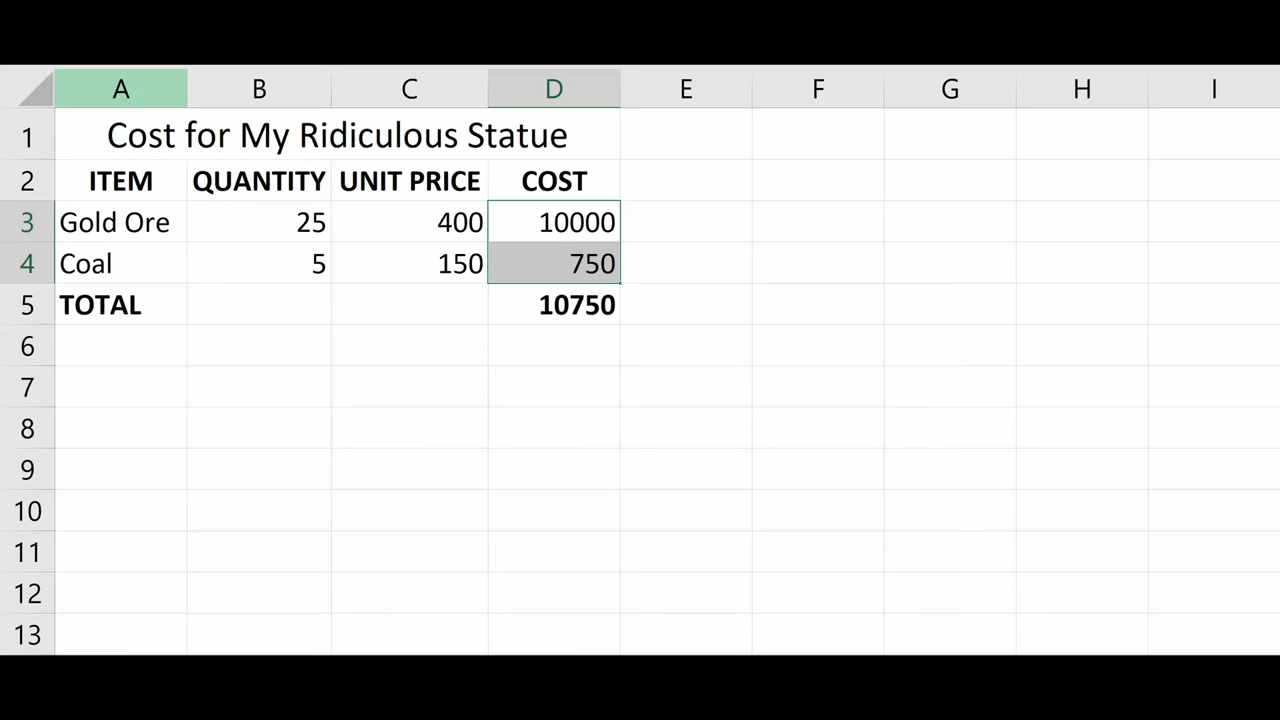 A B C D E F G H I
1 Cost for My Ridiculous Statue
2 ITEM QUANTITY UNIT PRICE COST
3 Gold Ore 25 400 10000
4 Coal 5 150 750
5 TOTAL 10750
6
7
8
9
10
11
12
13